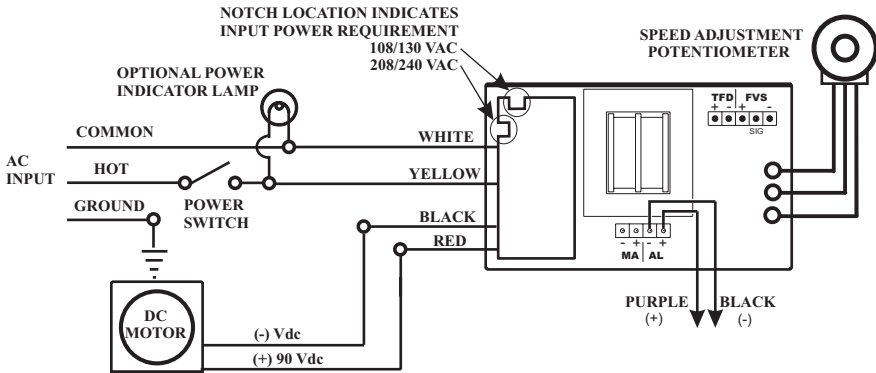 NOTCH LOCATION INDICATES
INPUT POWER REQUIREMENT
108/130 VAC
208/240 VAC
SPEED ADJUSTMENT
POTENTIOMETER
OPTIONAL POWER
INDICATOR LAMP
TFD FVS
+ - + -
SIG
COMMON
WHITE
AC
INPUT
HOT
YELLOW
GROUND
POWER
SWITCH
BLACK
RED
- + - +
MA AL
PURPLE
(+)
BLACK
(-)
DC
MOTOR
(-) Vdc
(+) 90 Vdc